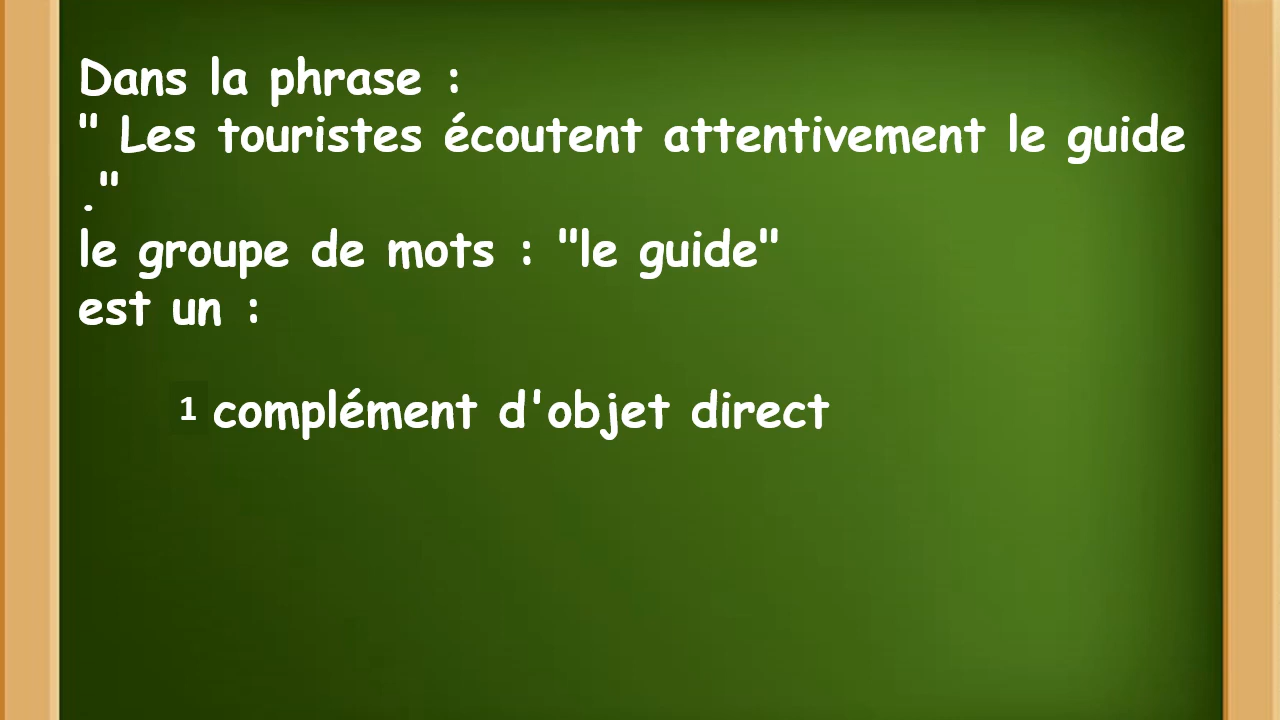 Dans la phrase :
" Les touristes écoutent attentivement le guide
."
le groupe de mots : "le guide"
est un :
1 complément d'objet direct